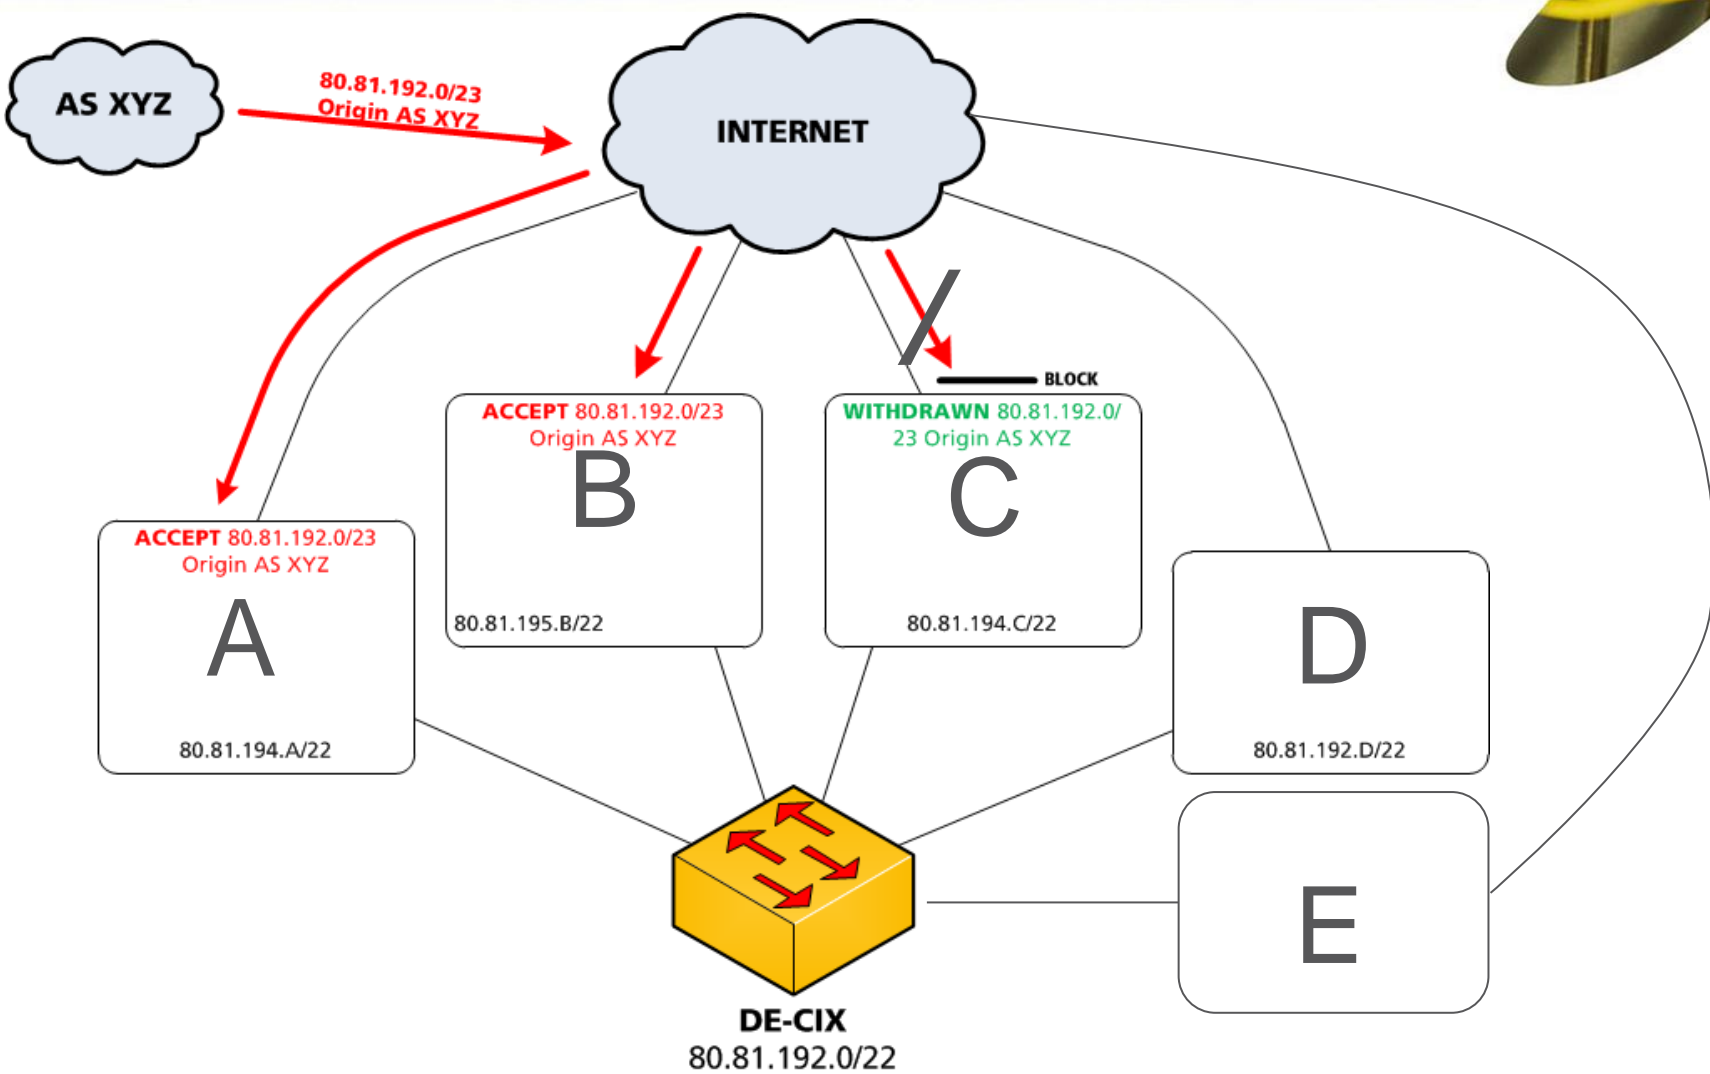 AS XYZ
80.81.192.0/23
Origin AS XYZ
INTERNET
BLOCK
ACCEPT 80.81.192.0/23
Origin AS XYZ
B
80.81.195.B/22
WITHDRAWN 80.81.192.0/
23 Origin AS XYZ
C
80.81.194.C/22
ACCEPT 80.81.192.0/23
Origin AS XYZ
A
80.81.194.A/22
D
80.81.192.D/22
E
DE-CIX
80.81.192.0/22